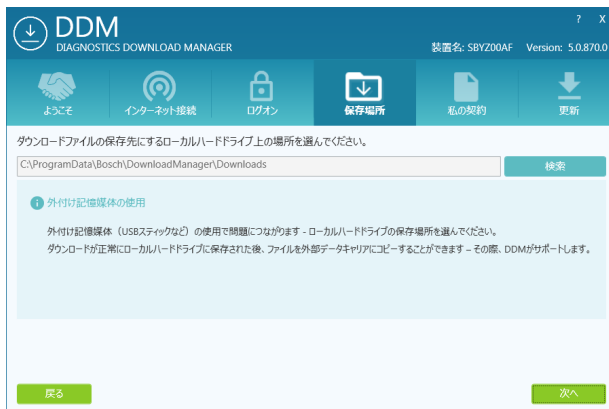 DDM
DIAGNOSTICS DOWNLOAD MANAGER
? X
装置名: SBYZ00AF Version: 5.0.870.0
ようこそ
インターネット接続
ログオン
保存場所
私の契約
更新
ダウンロードファイルの保存先にするローカルハードドライブ上の場所を選んでください。
C:\ProgramData\Bosch\DownloadManager\Downloads
検索
外付け記憶媒体の使用
外付け記憶媒体（USBスティックなど）の使用で問題につながります - ローカルハードドライブの保存場所を選んでください。
ダウンロードが正常にローカルハードドライブに保存された後、ファイルを外部データキャリアにコピーすることができます – その際、DDMがサポートします。
戻る
次へ